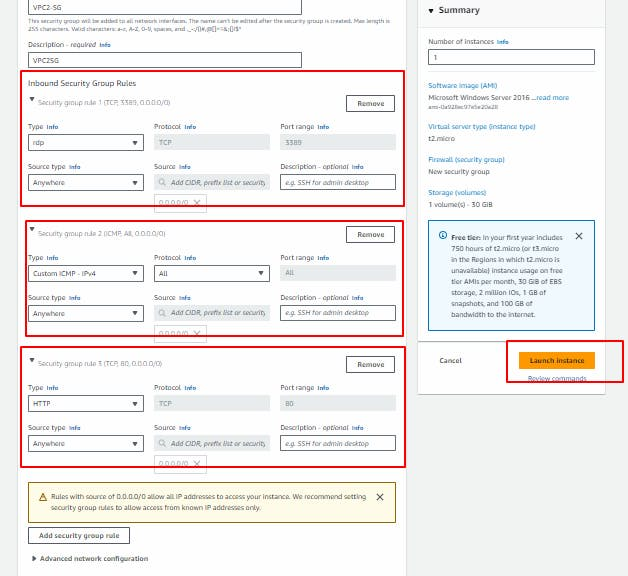 VPC2-SG
This security group will be added to all network interfaces. The name can't be edited after the security group is created. Max length is
255 characters. Valid characters: a-z, A-Z, 0-9, spaces, and
Description - required Info
VPC2SG
Inbound Security Group Rules
Security group rule 1 (TCP, 3389, 0.0.0.0/0)
Remove
Type Info
Protocol Info
Port range Info
rdp
TCP
3389
Source type Info
Source Info
Description - optional Info
Anywhere
Add CIDR, prefix list or security
e.g. SSH for admin desktop
0.0.0.0/0
Security group rule 2 (ICMP, All, 0.0.0.0/0)
Remove
Type Info
Protocol Info
Port range Info
Custom ICMP - IPv4
All
All
Source type Info
Source Info
Description - optional Info
Anywhere
Add CIDR, prefix list or security
e.g. SSH for admin desktop
0.0.0.0/0
Security group rule 3 (TCP, 80, 0.0.0.0/0)
Remove
Type Info
Protocol Info
Port range Info
HTTP
TCP
80
Source type Info
Source Info
Description - optional Info
Anywhere
Add CIDR, prefix list or security
e.g. SSH for admin desktop
0.0.0.0/0
Rules with source of 0.0.0.0/0 allow all IP addresses to access your instance. We recommend setting
security group rules to allow access from known IP addresses only.
Add security group rule
Advanced network configuration
Summary
Number of instances Info
1
Software Image (AMI)
Microsoft Windows Server 2016 ...read more
Virtual server type (instance type)
t2.micro
Firewall (security group)
New security group
Storage (volumes)
1 volume(s) - 30 GiB
Free tier: In your first year includes
750 hours of t2.micro (or t3.micro
in the Regions in which t2.micro is
unavailable) instance usage on free
tier AMIs per month, 30 GiB of EBS
storage, 2 million IOs, 1 GB of
snapshots, and 100 GB of
bandwidth to the internet.
Cancel
Launch instance
Review commands